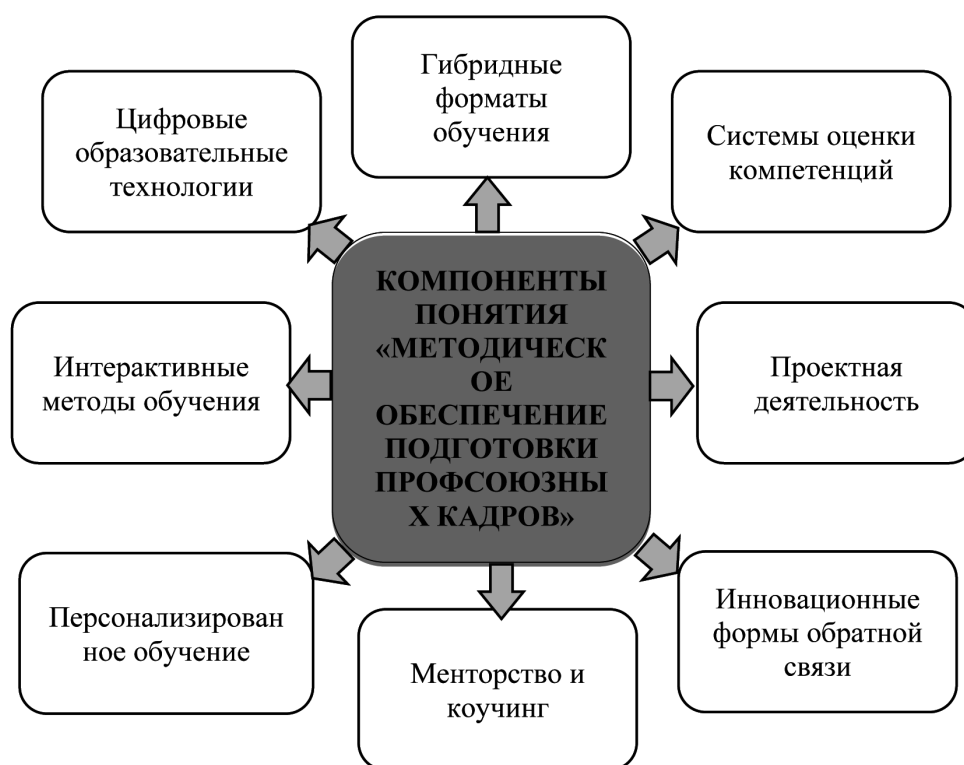 Гибридные
форматы
обучения
Цифровые
образовательные
технологии
Системы оценки
компетенций
КОМПОНЕНТЫ
ПОНЯТИЯ
«МЕТОДИЧЕСК
ОЕ
ОБЕСПЕЧЕНИЕ
ПОДГОТОВКИ
ПРОФСОЮЗНЫ
Х КАДРОВ»
Интерактивные
методы обучения
Проектная
деятельность
Персонализирован
ное обучение
Менторство и
коучинг
Инновационные
формы обратной
связи